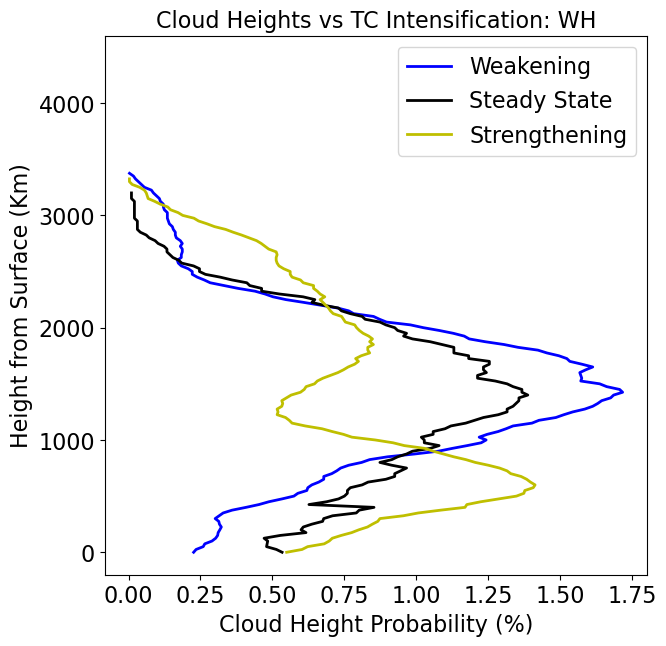 Cloud Heights vs TC Intensification: WH
Weakening
Steady State
Strengthening
Height from Surface (Km)
4000
3000
2000
1000
0
0.00 0.25 0.50 0.75 1.00 1.25 1.50 1.75
Cloud Height Probability (%)